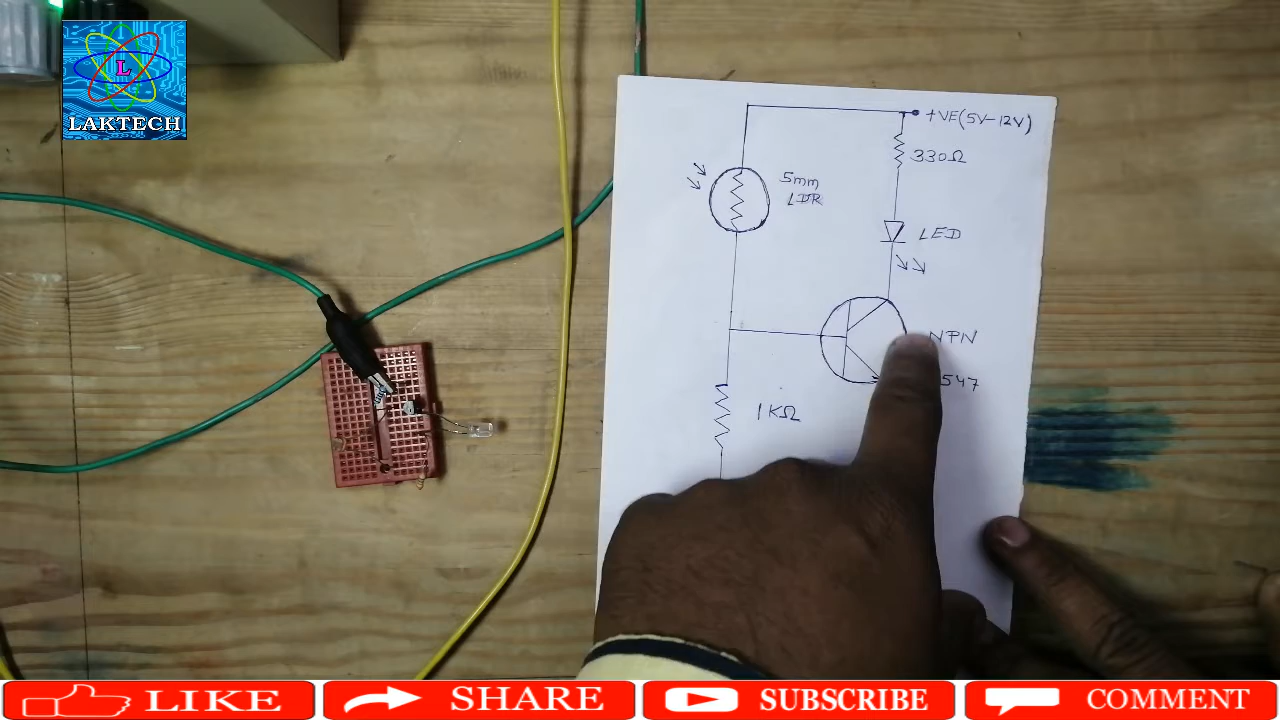 L
LAKTECH
+VE(5V-12V)
330Ω
5mm
LDR
LED
NPN
547
1KΩ
LIKE
SHARE
SUBSCRIBE
COMMENT